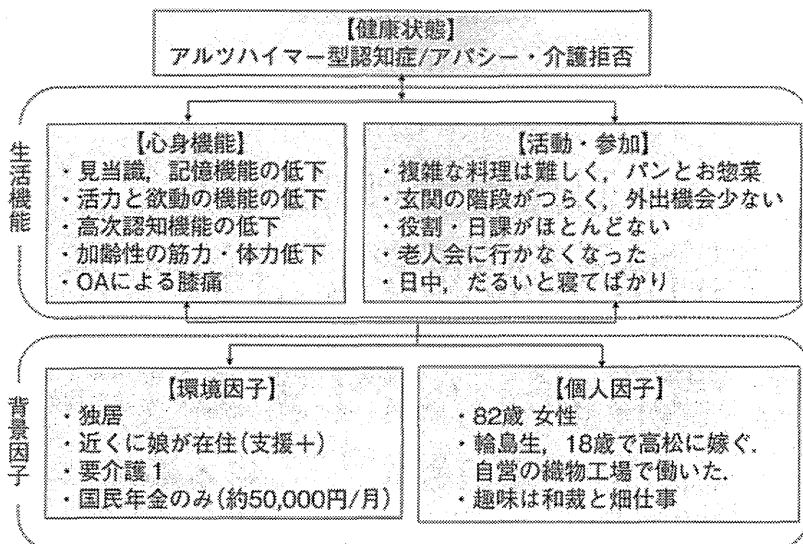 【健康状態】
アルツハイマー型認知症/アパシー・介護拒否
生活機能
【心身機能】
・見当識，記憶機能の低下
・活力と欲動の機能の低下
・高次認知機能の低下
・加齢性の筋力・体力低下
・OAによる膝痛
【活動・参加】
・複雑な料理は難しく，パンとお惣菜
・玄関の階段がつらく，外出機会少ない
・役割・日課がほとんどない
・老人会に行かなくなった
・日中，だるいと寝てばかり
背景因子
【環境因子】
・独居
・近くに娘が在住（支援＋）
・要介護1
・国民年金のみ（約50,000円/月）
【個人因子】
・82歳 女性
・輪島生，18歳で高松に嫁ぐ．
自営の織物工場で働いた．
・趣味は和裁と畑仕事